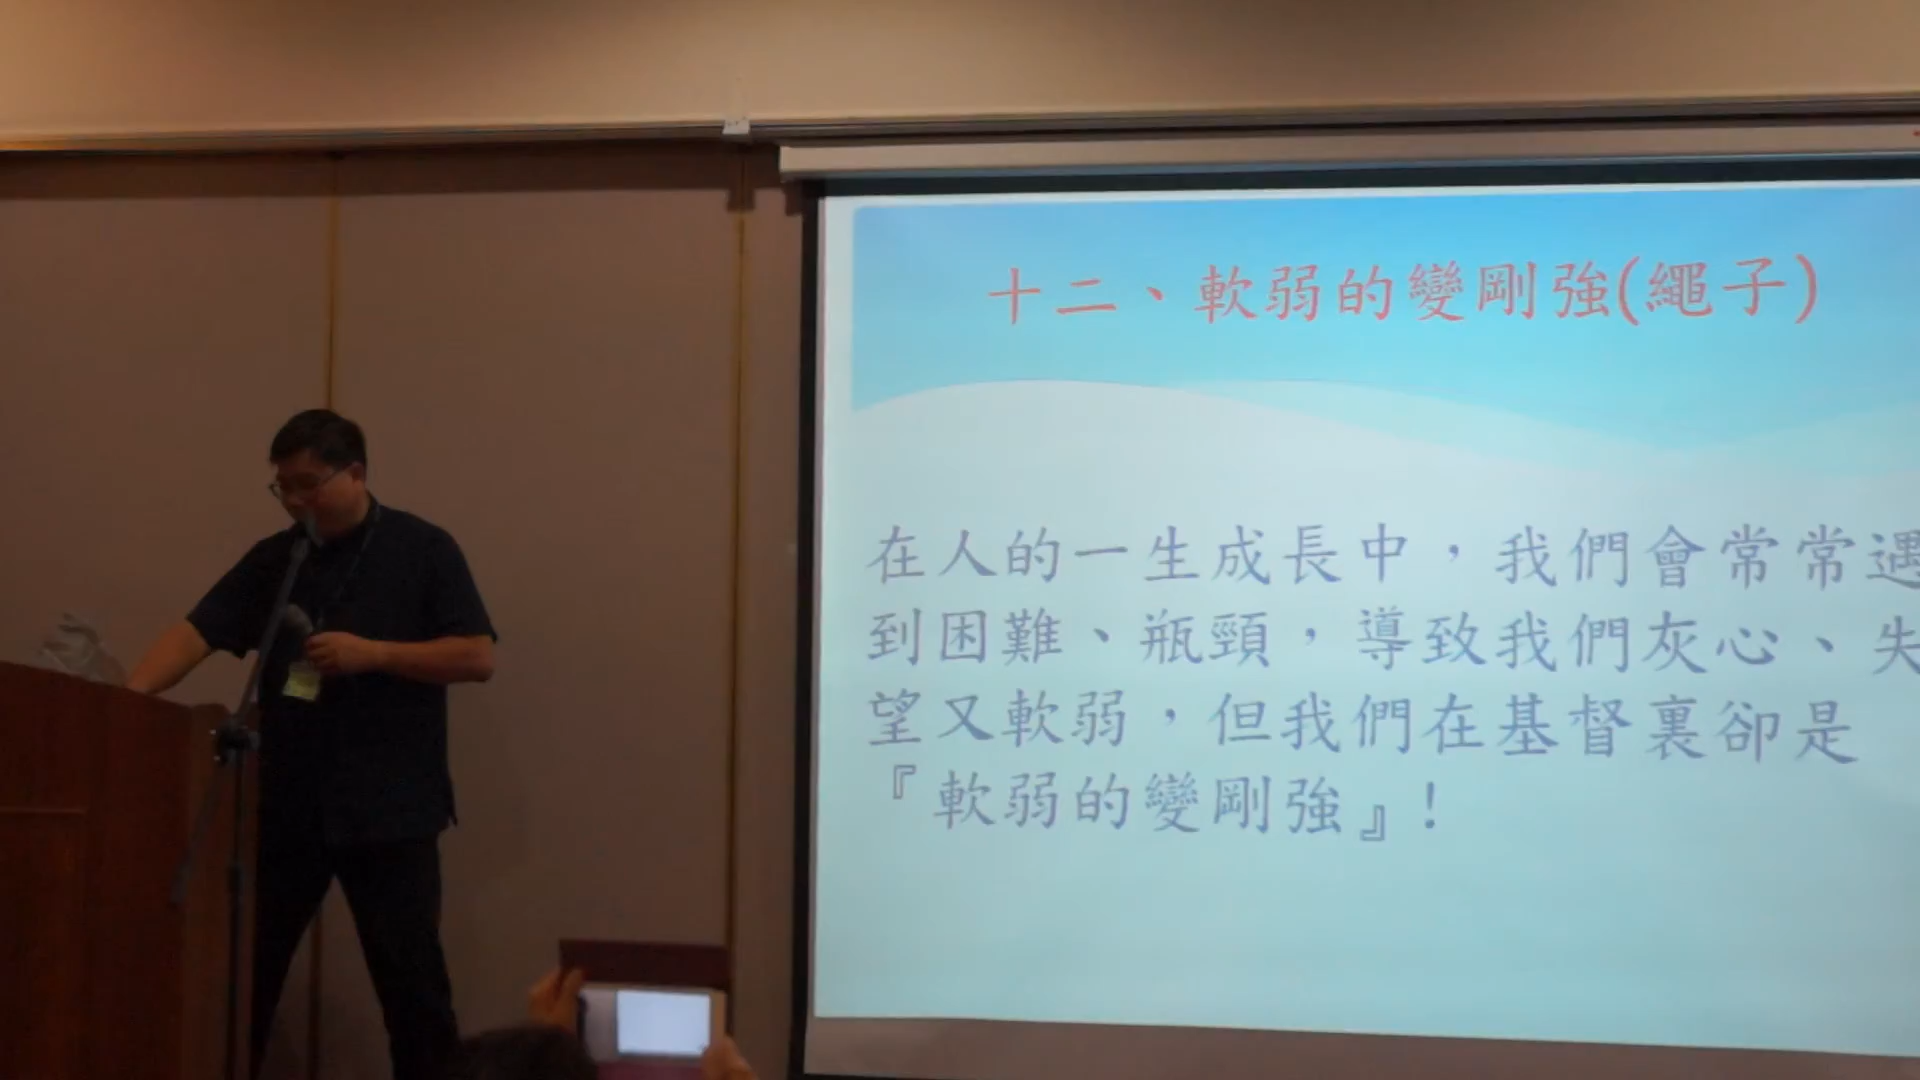 十二、軟弱的變剛強(繩子)
在人的一生成長中，我們會常常遇
到困難、瓶頸，導致我們灰心、失
望又軟弱，但我們在基督裏卻是
『軟弱的變剛強』！